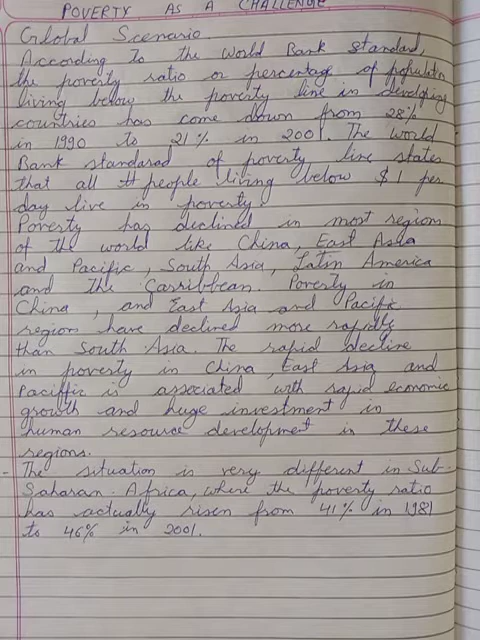 POVERTY AS A CHALLENGE
Global Scenario
According To the World Bank standard,
the poverty ratio or percentage of population
living below the poverty line in developing
countries has come down from 28%
in 1990 to 21% in 2001. The world
Bank standarad of poverty line states
that all tt people living below $1 per
day live in poverty.
Poverty has declined in most region
of the world like China, East Asia
and Pacific, South Asia, Latin America
and the Carribbean. Poverty in
China, and East Asia and Pacific
region have declined more rapidly
than South Asia. The rapid decline
in poverty in China, East Asia and
Paciffic is associated with rapid economic
growth and huge investment in
human resource development in these
regions.
- The situation is very different in Sub-
Saharan Africa, where the poverty ratio
has actually risen from 41% in 1981
to 46% in 2001.